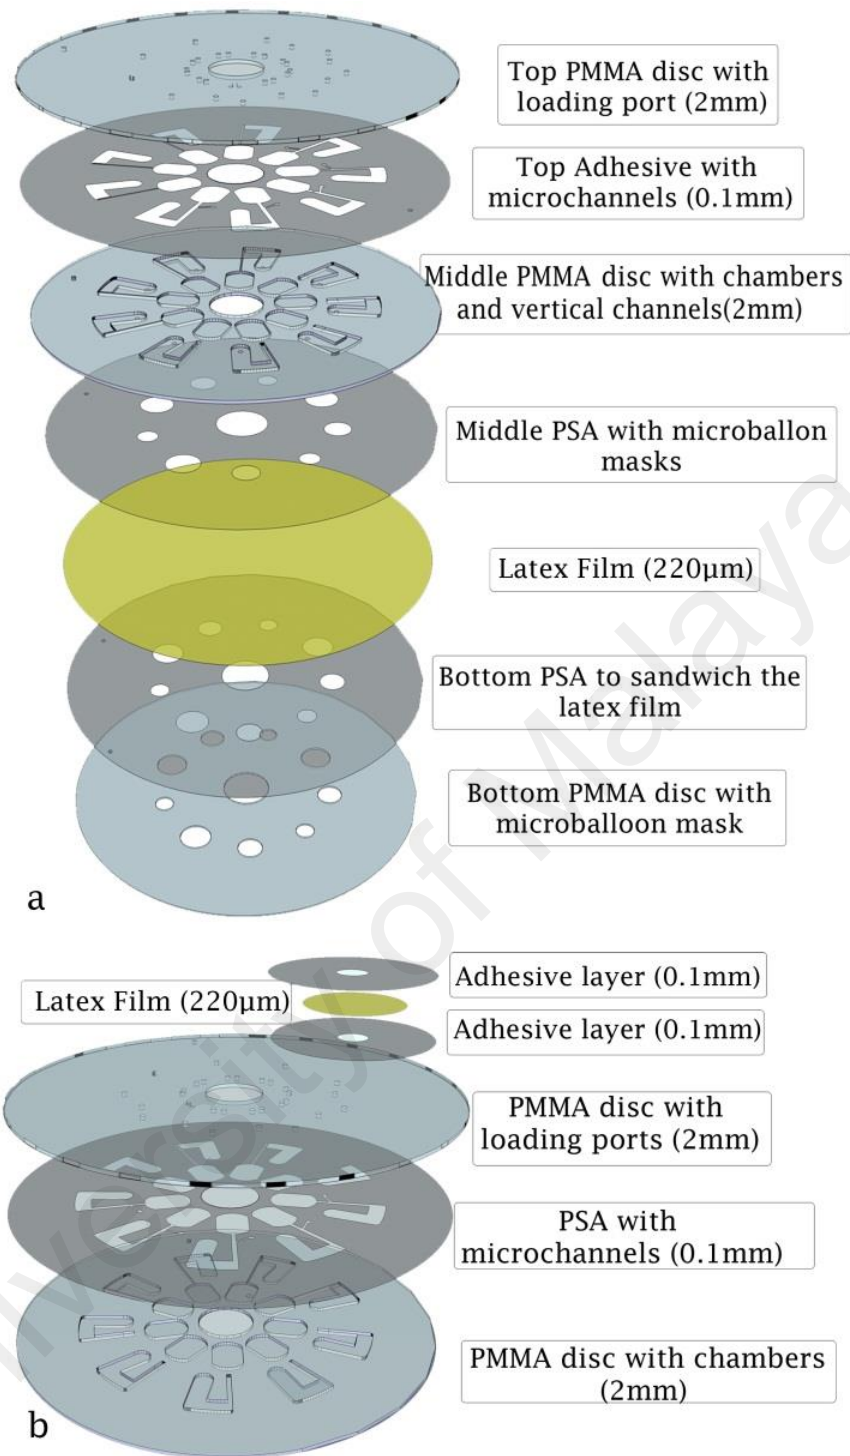 Top PMMA disc with
loading port (2mm)
Top Adhesive with
microchannels (0.1mm)
Middle PMMA disc with chambers
and vertical channels(2mm)
Middle PSA with microballon
masks
Latex Film (220µm)
Bottom PSA to sandwich the
latex film
Bottom PMMA disc with
microballoon mask
a
Adhesive layer (0.1mm)
Latex Film (220µm)
Adhesive layer (0.1mm)
PMMA disc with
loading ports (2mm)
PSA with
microchannels (0.1mm)
PMMA disc with chambers
(2mm)
b
University of Malaya